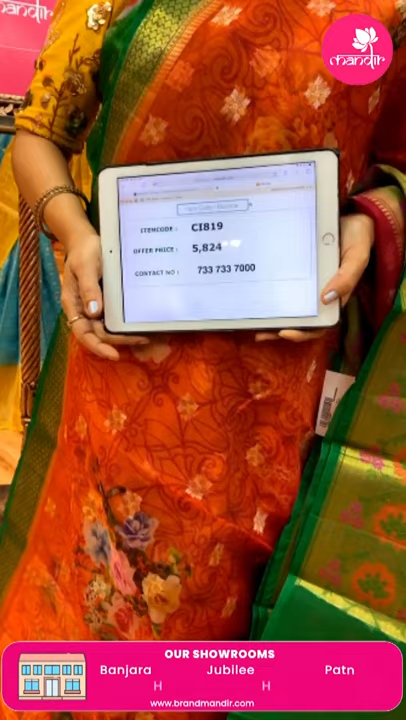 mandir
mandir
ITEMCODE : CI819
OFFER PRICE : 5,824
CONTACT NO : 733 733 7000
OUR SHOWROOMS
Banjara Jubilee Patn
H H
www.brandmandir.com